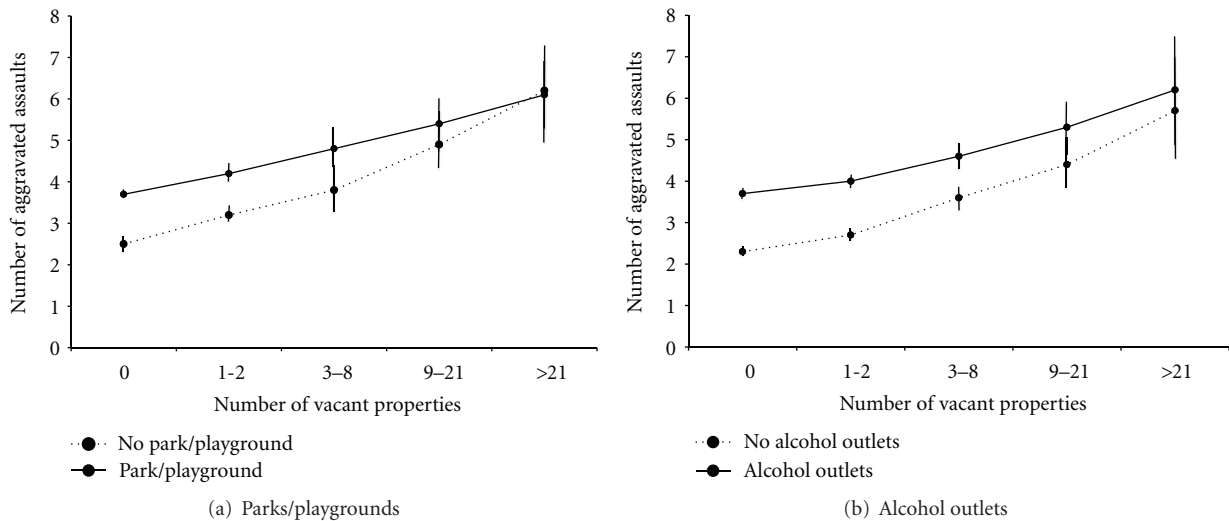 8
7
6
5
4
3
2
1
0
Number of aggravated assaults
0 1-2 3–8 9–21 >21
Number of vacant properties
No park/playground
Park/playground
(a) Parks/playgrounds
8
7
6
5
4
3
2
1
0
Number of aggravated assaults
0 1-2 3–8 9–21 >21
Number of vacant properties
No alcohol outlets
Alcohol outlets
(b) Alcohol outlets